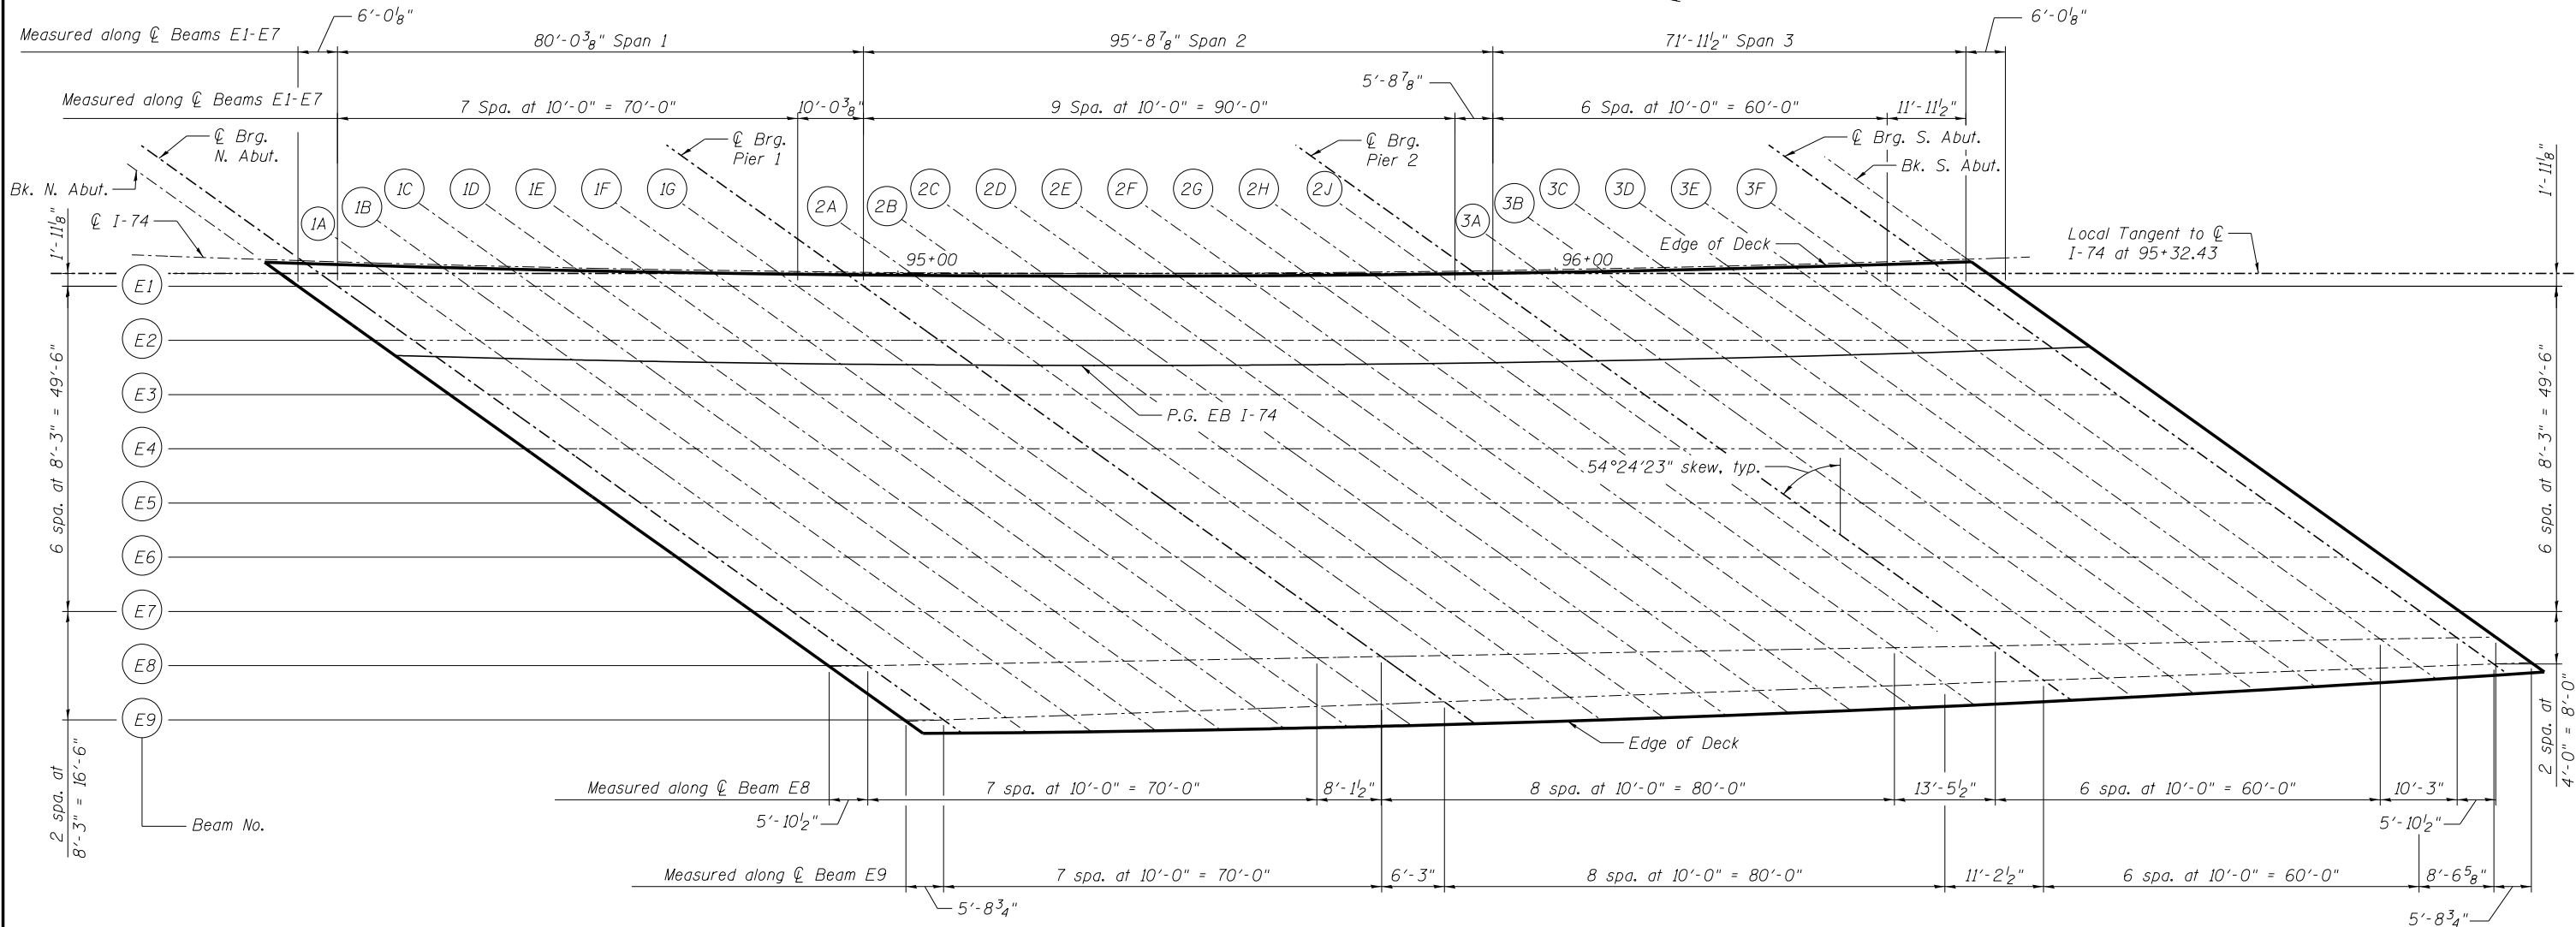 6'-0⅛"
6'-0⅛"
Measured along ℄ Beams E1-E7
80'-0⅜" Span 1
95'-8⅞" Span 2
71'-11½" Span 3
5'-8⅞"
Measured along ℄ Beams E1-E7
7 Spa. at 10'-0" = 70'-0"
10'-0⅜"
9 Spa. at 10'-0" = 90'-0"
6 Spa. at 10'-0" = 60'-0"
11'-11½"
℄ Brg.
N. Abut.
℄ Brg.
Pier 1
℄ Brg.
Pier 2
℄ Brg. S. Abut.
Bk. S. Abut.
Bk. N. Abut.
℄ I-74
1'-11⅛"
1'-11⅛"
1A
1B
1C
1D
1E
1F
1G
2A
2B
2C
2D
2E
2F
2G
2H
2J
3A
3B
3C
3D
3E
3F
95+00
96+00
Edge of Deck
Local Tangent to ℄
I-74 at 95+32.43
E1
E2
E3
E4
E5
E6
E7
E8
E9
6 spa. at 8'-3" = 49'-6"
6 spa. at 8'-3" = 49'-6"
P.G. EB I-74
54°24'23" skew, typ.
Edge of Deck
2 spa. at
8'-3" = 16'-6"
2 spa. at
4'-0" = 8'-0"
Beam No.
Measured along ℄ Beam E8
5'-10½"
7 spa. at 10'-0" = 70'-0"
8'-1½"
8 spa. at 10'-0" = 80'-0"
13'-5½"
6 spa. at 10'-0" = 60'-0"
10'-3"
5'-10½"
Measured along ℄ Beam E9
5'-8¾"
7 spa. at 10'-0" = 70'-0"
6'-3"
8 spa. at 10'-0" = 80'-0"
11'-2½"
6 spa. at 10'-0" = 60'-0"
8'-6⅝"
5'-8¾"